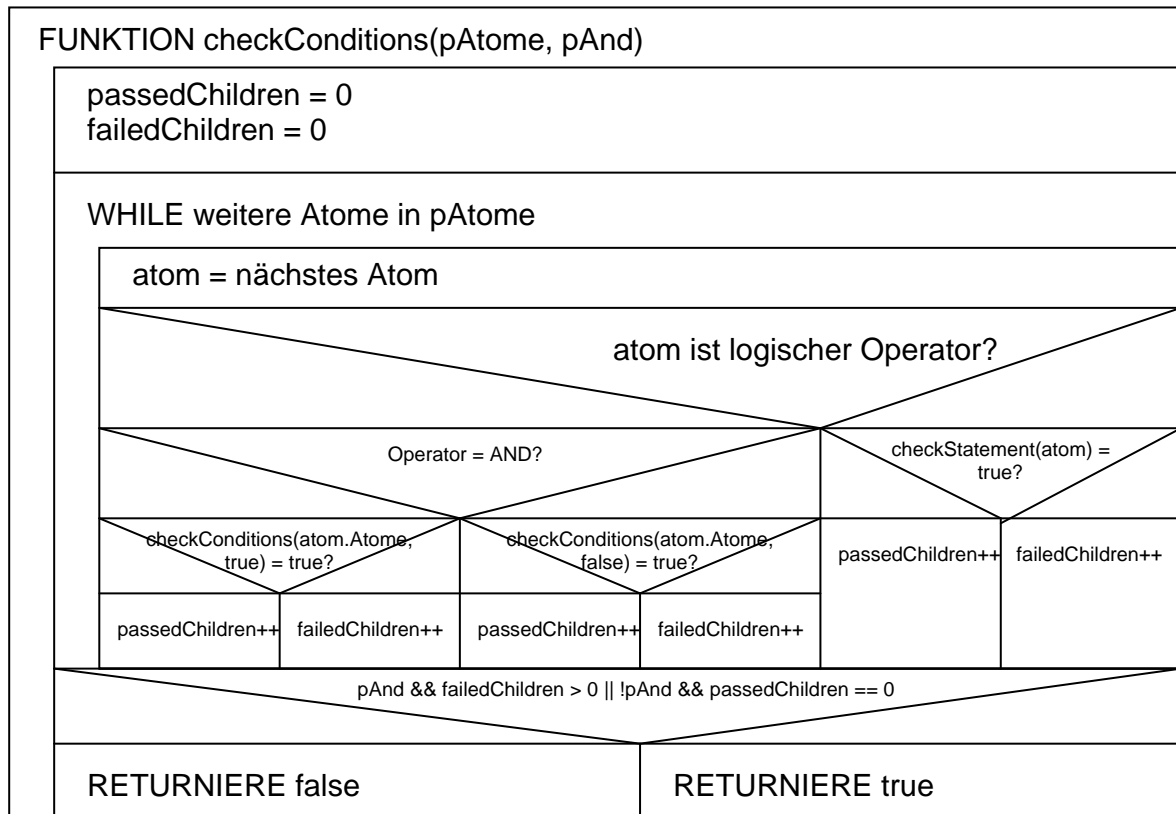 FUNKTION checkConditions(pAtome, pAnd)
passedChildren = 0
failedChildren = 0
WHILE weitere Atome in pAtome
atom = nächstes Atom
atom ist logischer Operator?
Operator = AND?
checkStatement(atom) =
true?
checkConditions(atom.Atome,
true) = true?
checkConditions(atom.Atome,
false) = true?
passedChildren++
failedChildren++
passedChildren++
failedChildren++
passedChildren++
failedChildren++
pAnd && failedChildren > 0 || !pAnd && passedChildren == 0
RETURNIERE false
RETURNIERE true